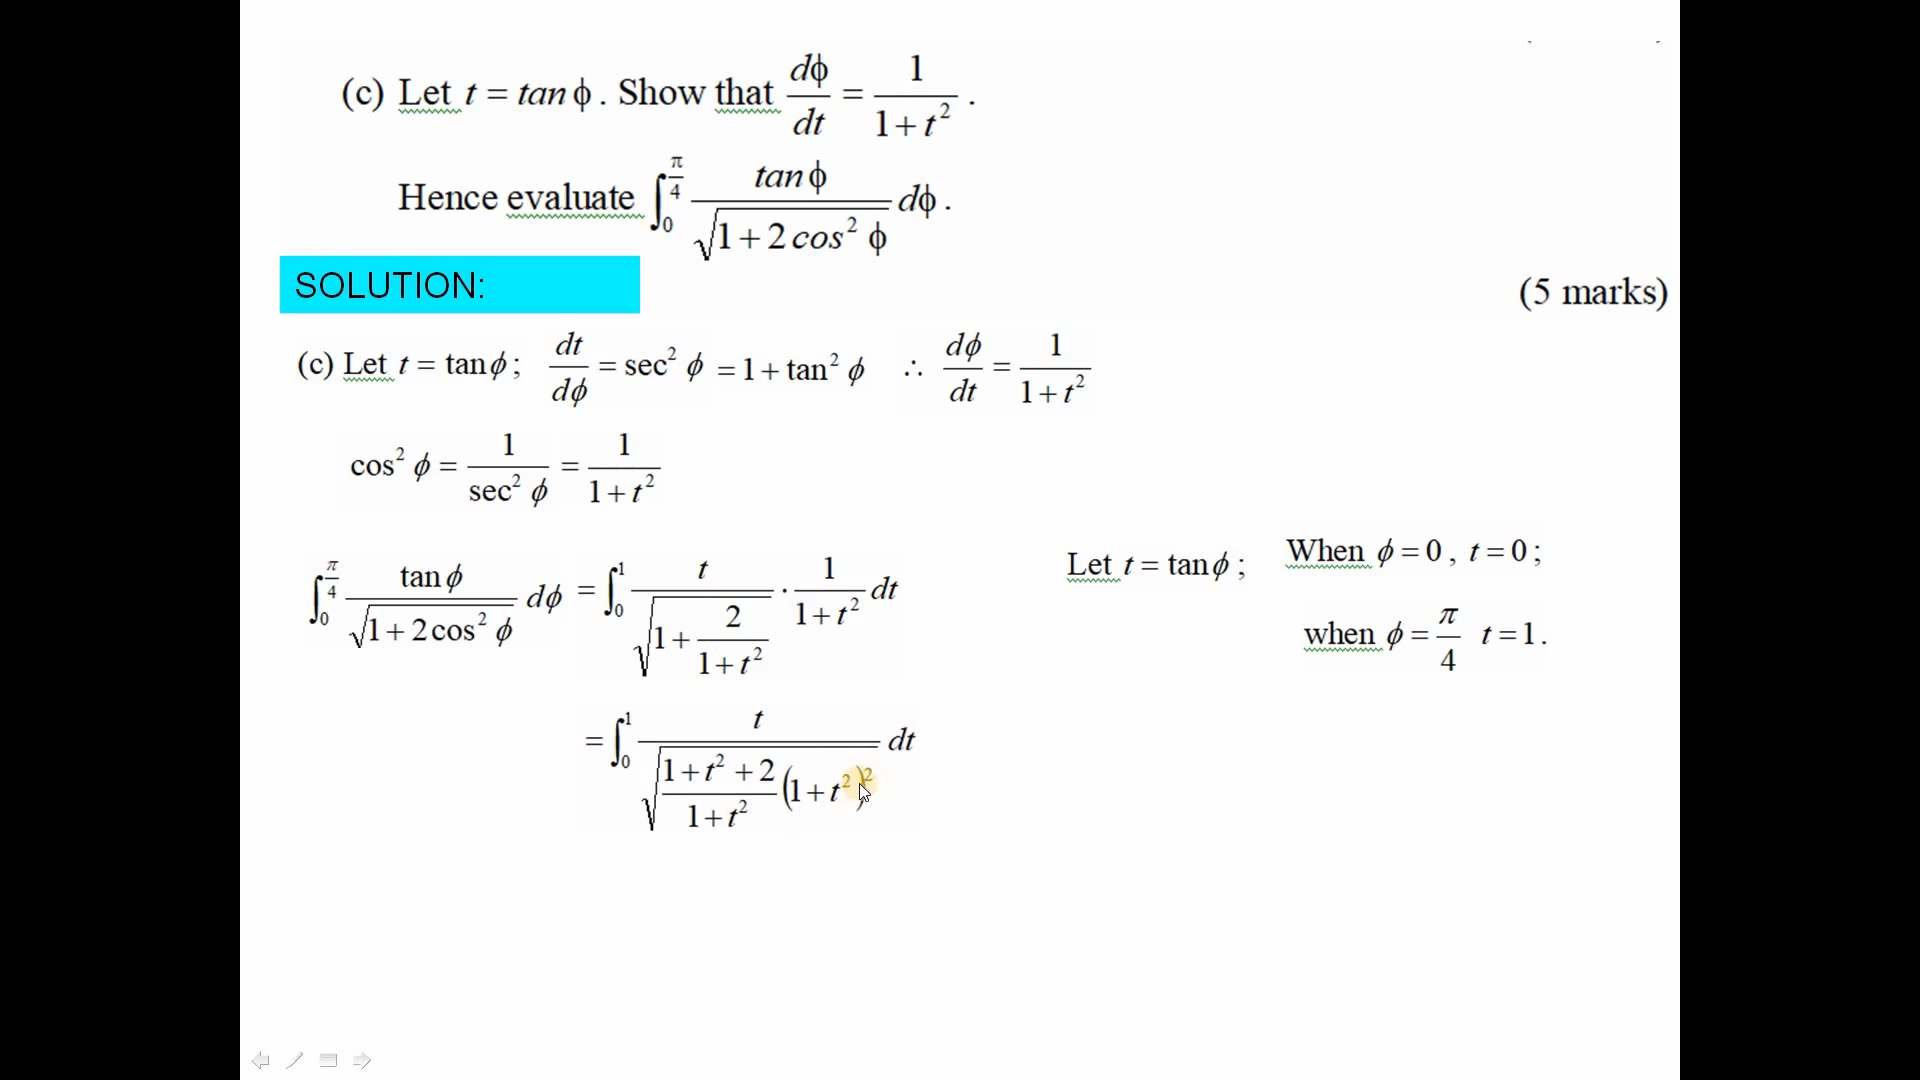 (c) Let t = tan ϕ . Show that dϕ/dt = 1/(1+t²) .
Hence evaluate ∫₀^(π/4) tan ϕ/√(1+2cos² ϕ) dϕ .
SOLUTION:
(5 marks)
(c) Let t = tan ϕ ; dt/dϕ = sec² ϕ = 1+tan² ϕ ∴ dϕ/dt = 1/(1+t²)
cos² ϕ = 1/sec² ϕ = 1/(1+t²)
∫₀^(π/4) tan ϕ/√(1+2cos² ϕ) dϕ = ∫₀¹ t/√(1+2/(1+t²)) · 1/(1+t²) dt
Let t = tan ϕ ; When ϕ = 0 , t = 0 ;
when ϕ = π/4 t = 1 .
= ∫₀¹ t/√((1+t²+2)/(1+t²) (1+t²)²) dt